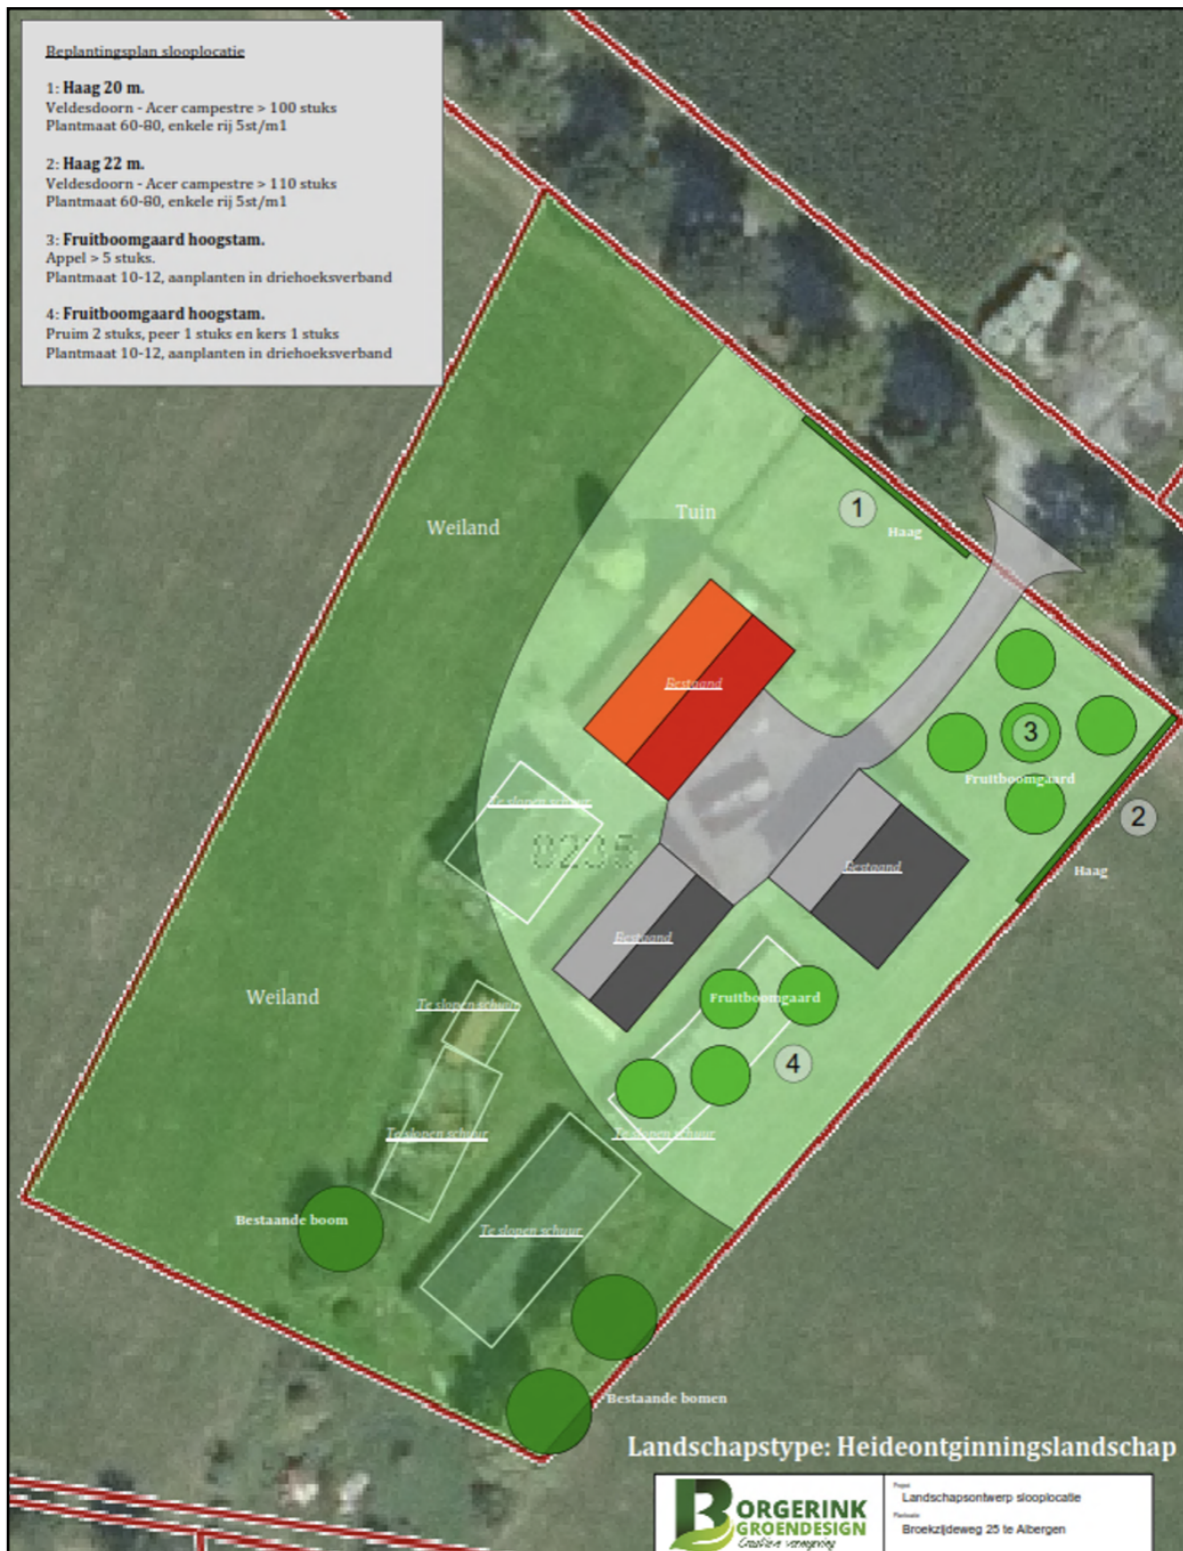 Beplantingsplan slooplocatie
1: Haag 20 m.
Veldesdoorn - Acer campestre > 100 stuks
Plantmaat 60-80, enkele rij 5st/m1
2: Haag 22 m.
Veldesdoorn - Acer campestre > 110 stuks
Plantmaat 60-80, enkele rij 5st/m1
3: Fruitboomgaard hoogstam.
Appel > 5 stuks.
Plantmaat 10-12, aanplanten in driehoeksverband
4: Fruitboomgaard hoogstam.
Pruim 2 stuks, peer 1 stuks en kers 1 stuks
Plantmaat 10-12, aanplanten in driehoeksverband
Weiland
Tuin
1
Haag
Bestaand
3
Fruitboomgaard
2
Te slopen schuur
Bestaand
Haag
Bestaand
Weiland
Te slopen schuur
Fruitboomgaard
4
Te slopen schuur
Te slopen schuur
Bestaande boom
Te slopen schuur
Bestaande bomen
Landschapstype: Heideontginningslandschap
BORGERINK
GROENDESIGN
Creatieve vormgeving
Project
Landschapsontwerp slooplocatie
Broekzijdeweg 25 te Albergen